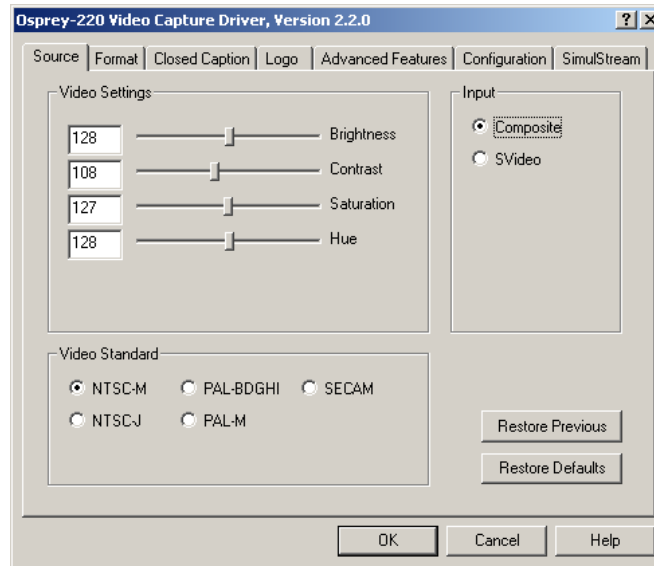 Osprey-220 Video Capture Driver, Version 2.2.0
Source Format Closed Caption Logo Advanced Features Configuration SimulStream
Video Settings
128 Brightness
108 Contrast
127 Saturation
128 Hue
Input
Composite
SVideo
Video Standard
NTSC-M PAL-BDGHI SECAM
NTSC-J PAL-M
Restore Previous
Restore Defaults
OK Cancel Help